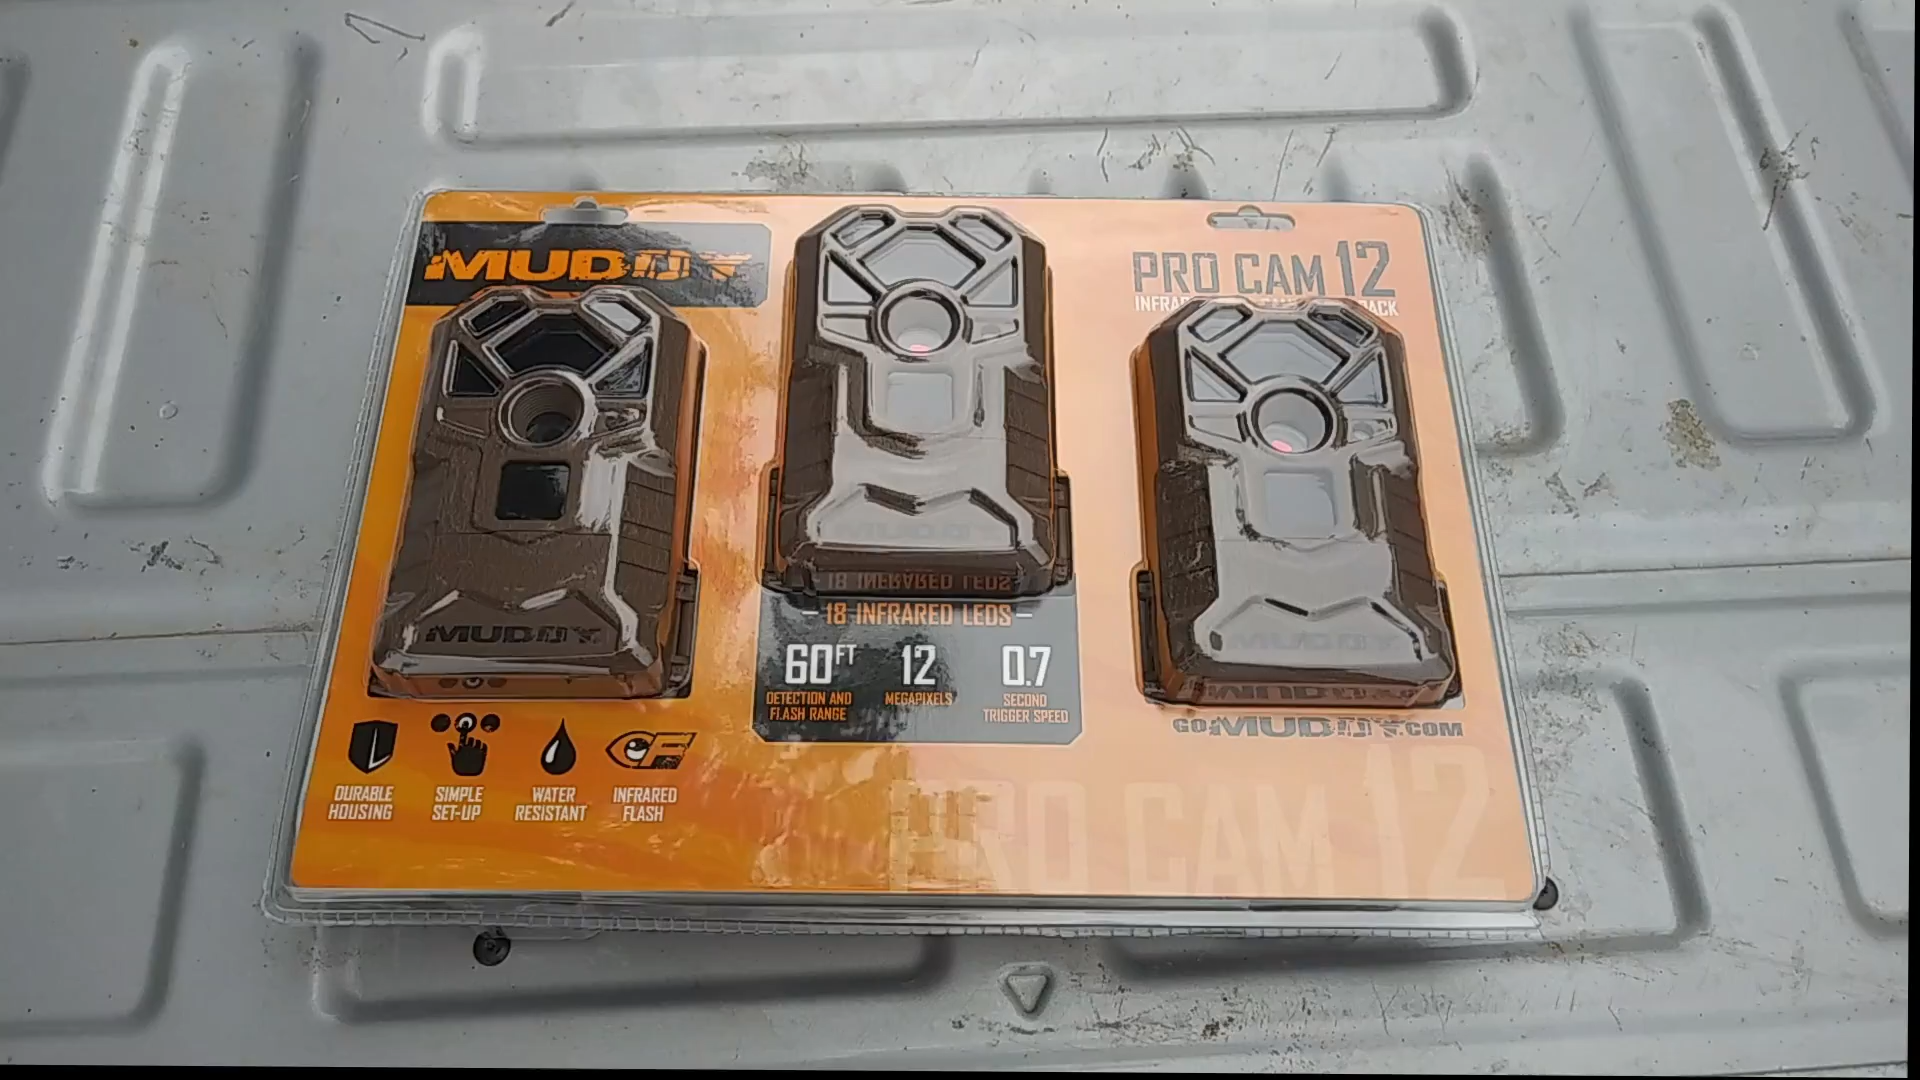 MUDDY
PRO CAM 12
MUDDY
18 INFRARED LEDS
-18 INFRARED LEDS-
60FT 12 0.7
DETECTION AND FLASH RANGE
MEGAPIXELS
SECOND TRIGGER SPEED
MUDDY
GOMUDDY.COM
DURABLE HOUSING
SIMPLE SET-UP
WATER RESISTANT
INFRARED FLASH
PRO CAM 12